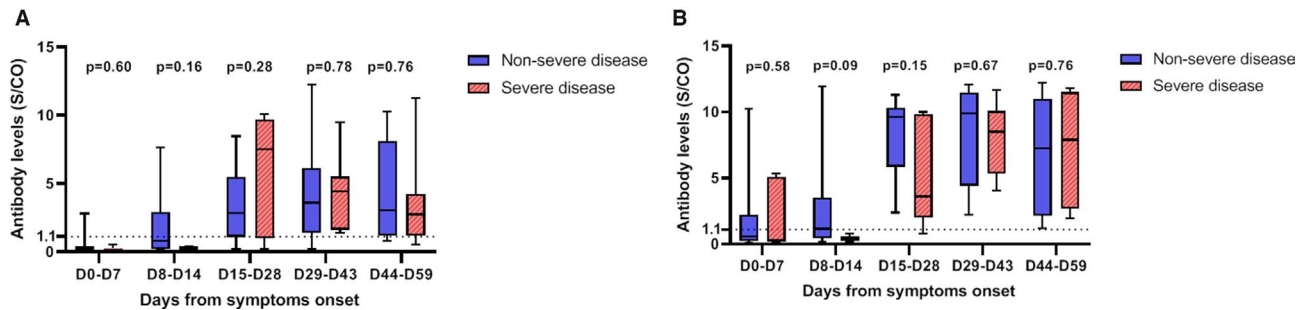 A
15
10
5
1.1
0
Antibody levels (S/CO)
p=0.60 p=0.16 p=0.28 p=0.78 p=0.76
D0-D7 D8-D14 D15-D28 D29-D43 D44-D59
Days from symptoms onset
Non-severe disease
Severe disease
B
15
10
5
1.1
0
Antibody levels (S/CO)
p=0.58 p=0.09 p=0.15 p=0.67 p=0.76
D0-D7 D8-D14 D15-D28 D29-D43 D44-D59
Days from symptoms onset
Non-severe disease
Severe disease